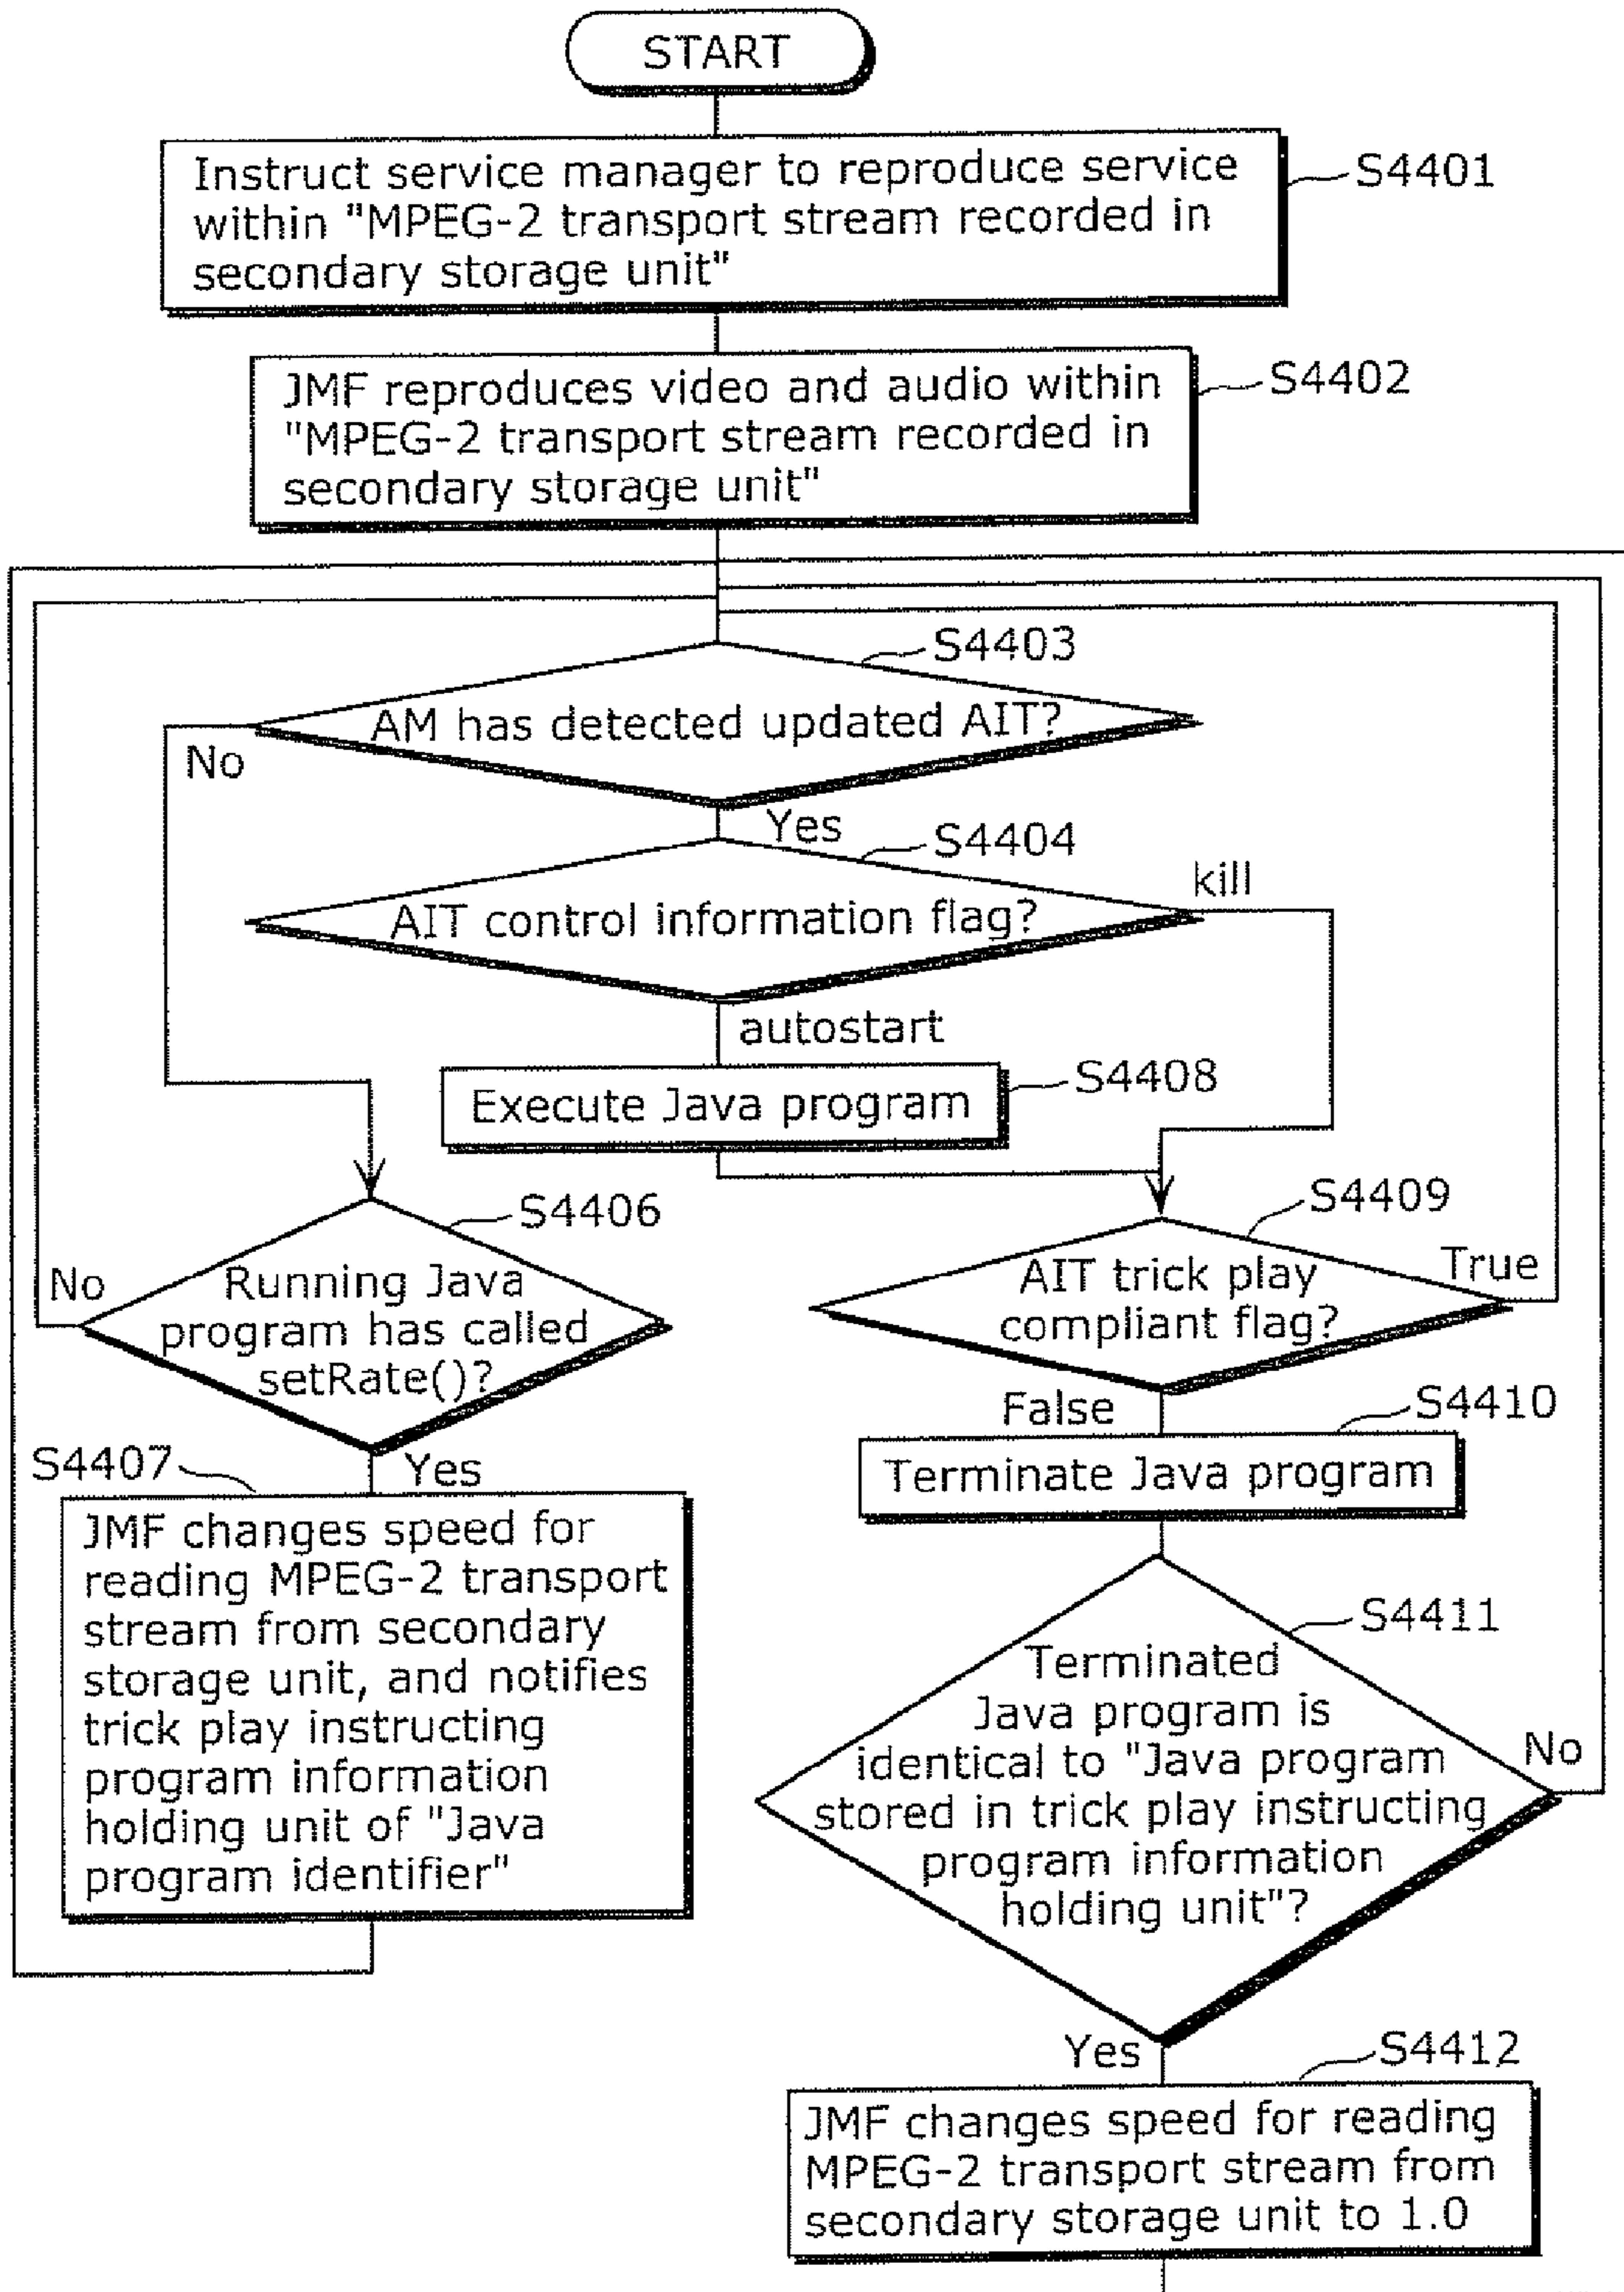 START
Instruct service manager to reproduce service
within "MPEG-2 transport stream recorded in
secondary storage unit"
S4401
JMF reproduces video and audio within
"MPEG-2 transport stream recorded in
secondary storage unit"
S4402
S4403
AM has detected updated AIT?
No
Yes
S4404
AIT control information flag?
kill
autostart
Execute Java program
S4408
S4406
Running Java
program has called
setRate()?
No
Yes
S4409
AIT trick play
compliant flag?
True
False
S4407
JMF changes speed for
reading MPEG-2 transport
stream from secondary
storage unit, and notifies
trick play instructing
program information
holding unit of "Java
program identifier"
S4410
Terminate Java program
S4411
Terminated
Java program is
identical to "Java program
stored in trick play instructing
program information
holding unit"?
No
Yes
S4412
JMF changes speed for reading
MPEG-2 transport stream from
secondary storage unit to 1.0